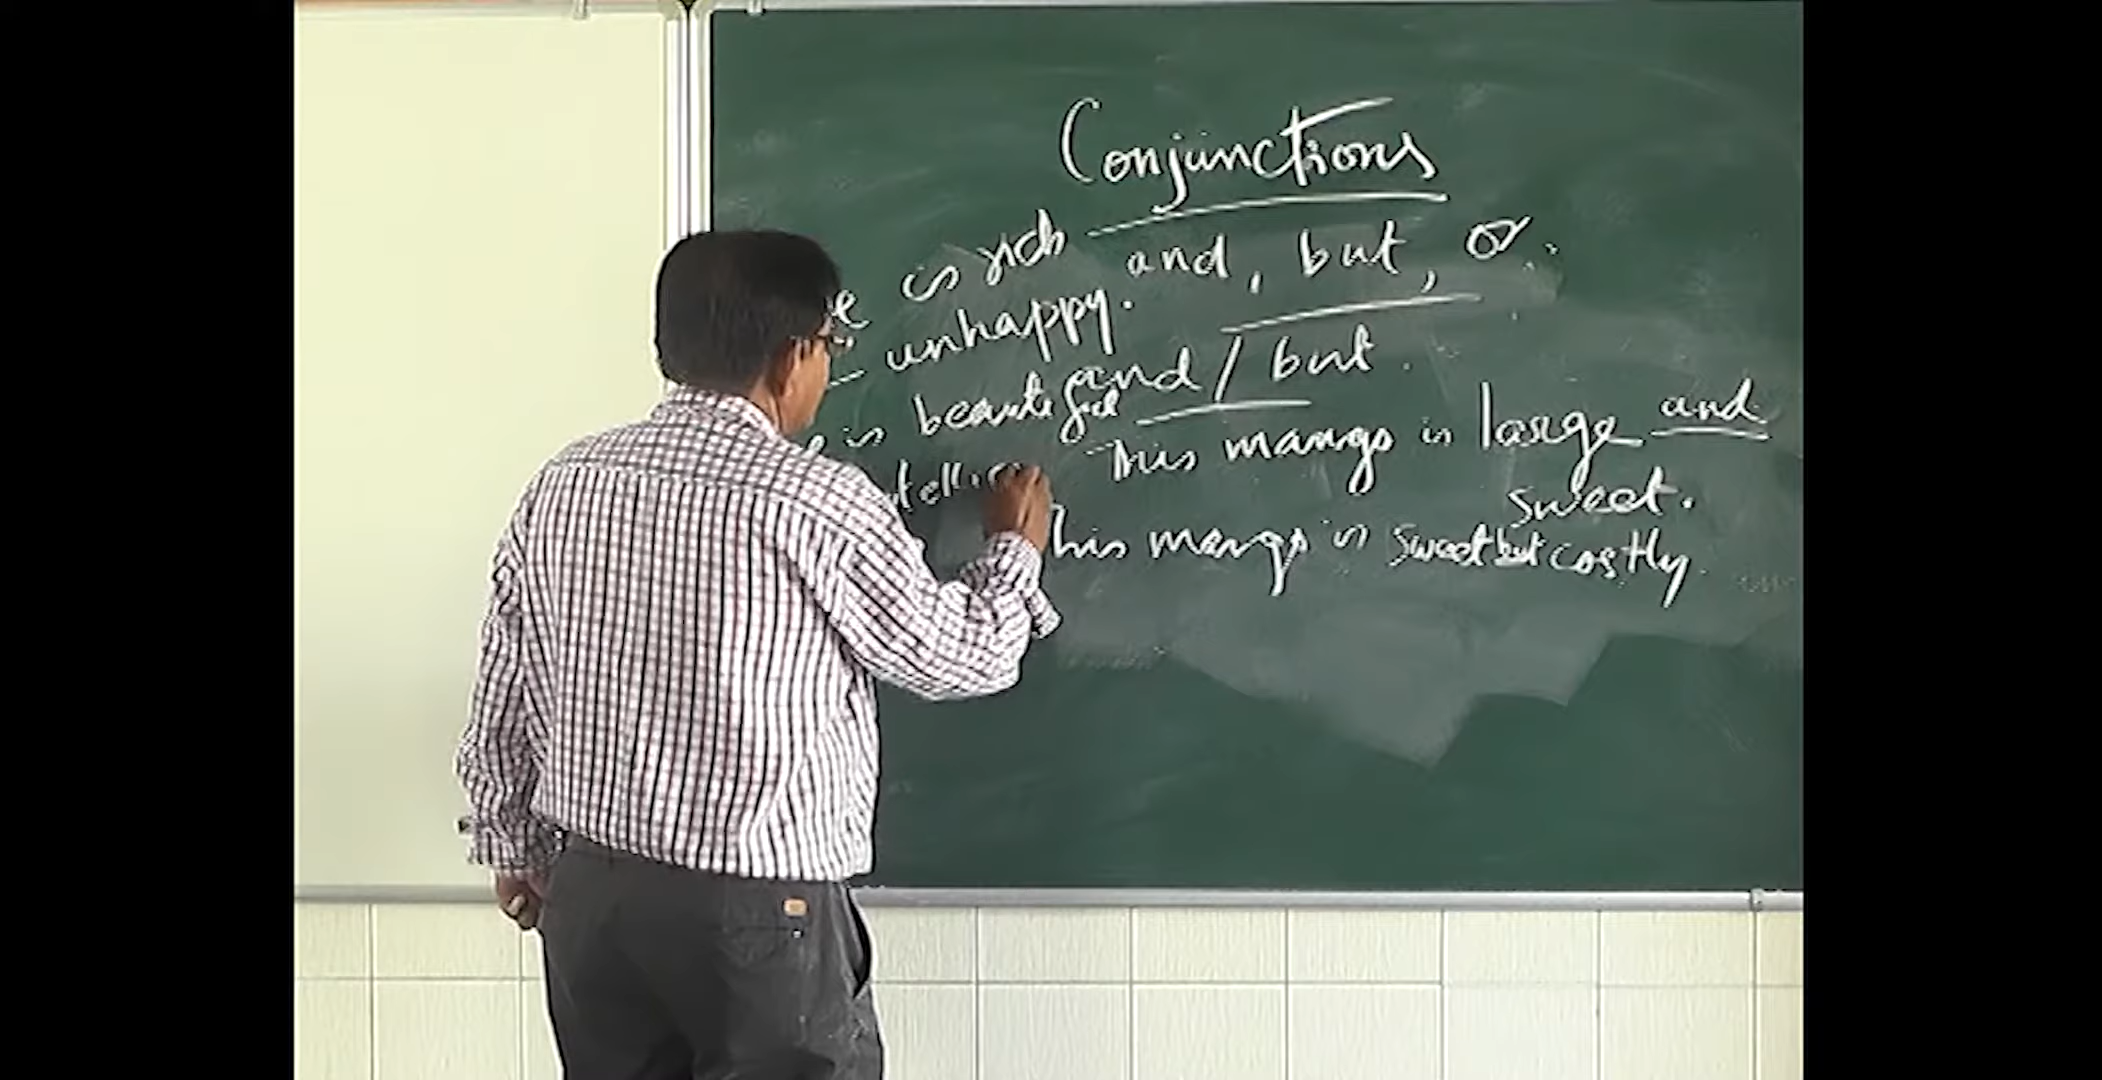 Conjunctions
is rich
and, but, or..
unhappy.
and / but.
is beautiful
This mango is large and
sweet.
This mango is sweet but costly.